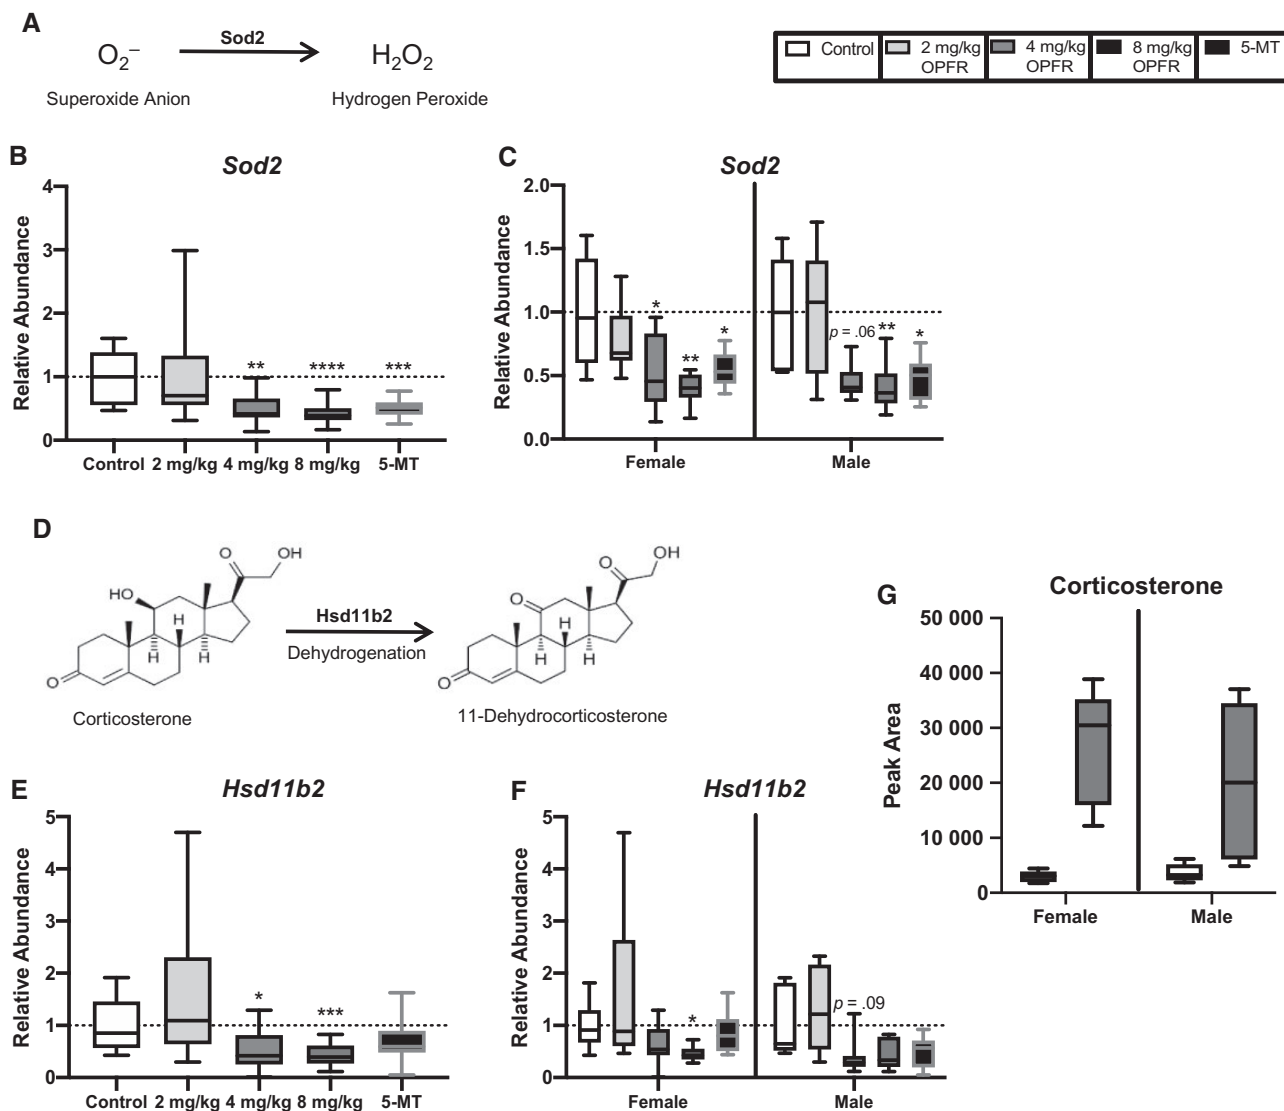 A
O2− Sod2 H2O2
Superoxide Anion Hydrogen Peroxide
Control 2 mg/kg OPFR 4 mg/kg OPFR 8 mg/kg OPFR 5-MT
B
Sod2
Relative Abundance
4
3
2
1
0
** **** ***
Control 2 mg/kg 4 mg/kg 8 mg/kg 5-MT
C
Sod2
Relative Abundance
2.0
1.5
1.0
0.5
0.0
* ** * p = .06 ** *
Female Male
D
HO O OH
H
H H
O
Corticosterone
Hsd11b2
Dehydrogenation
O O OH
H
H H
O
11-Dehydrocorticosterone
E
Hsd11b2
Relative Abundance
5
4
3
2
1
0
* ***
Control 2 mg/kg 4 mg/kg 8 mg/kg 5-MT
F
Hsd11b2
Relative Abundance
5
4
3
2
1
0
* p = .09
Female Male
G
Corticosterone
Peak Area
50 000
40 000
30 000
20 000
10 000
0
Female Male